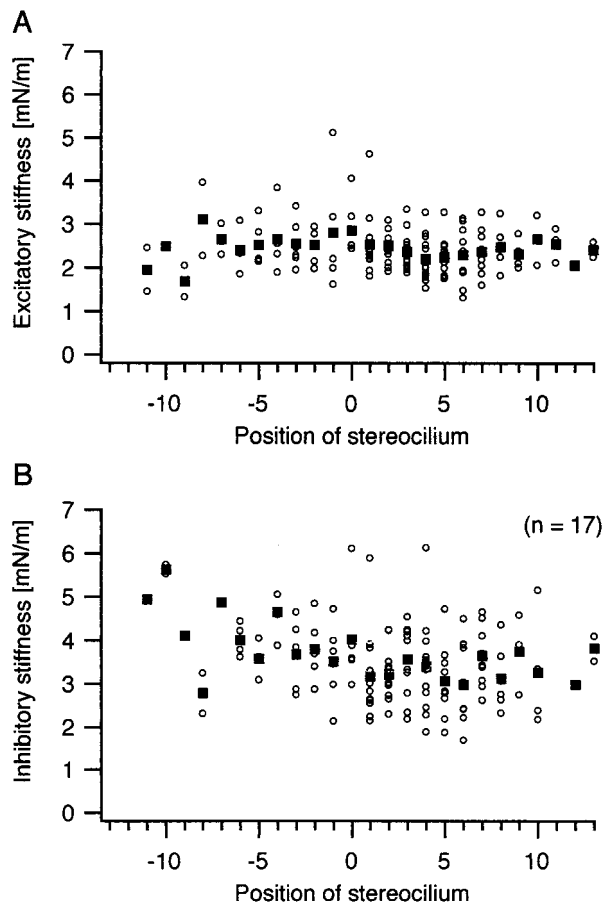 A
Excitatory stiffness [mN/m]
7
6
5
4
3
2
1
0
-10 -5 0 5 10
Position of stereocilium
B
Inhibitory stiffness [mN/m]
(n = 17)
7
6
5
4
3
2
1
0
-10 -5 0 5 10
Position of stereocilium